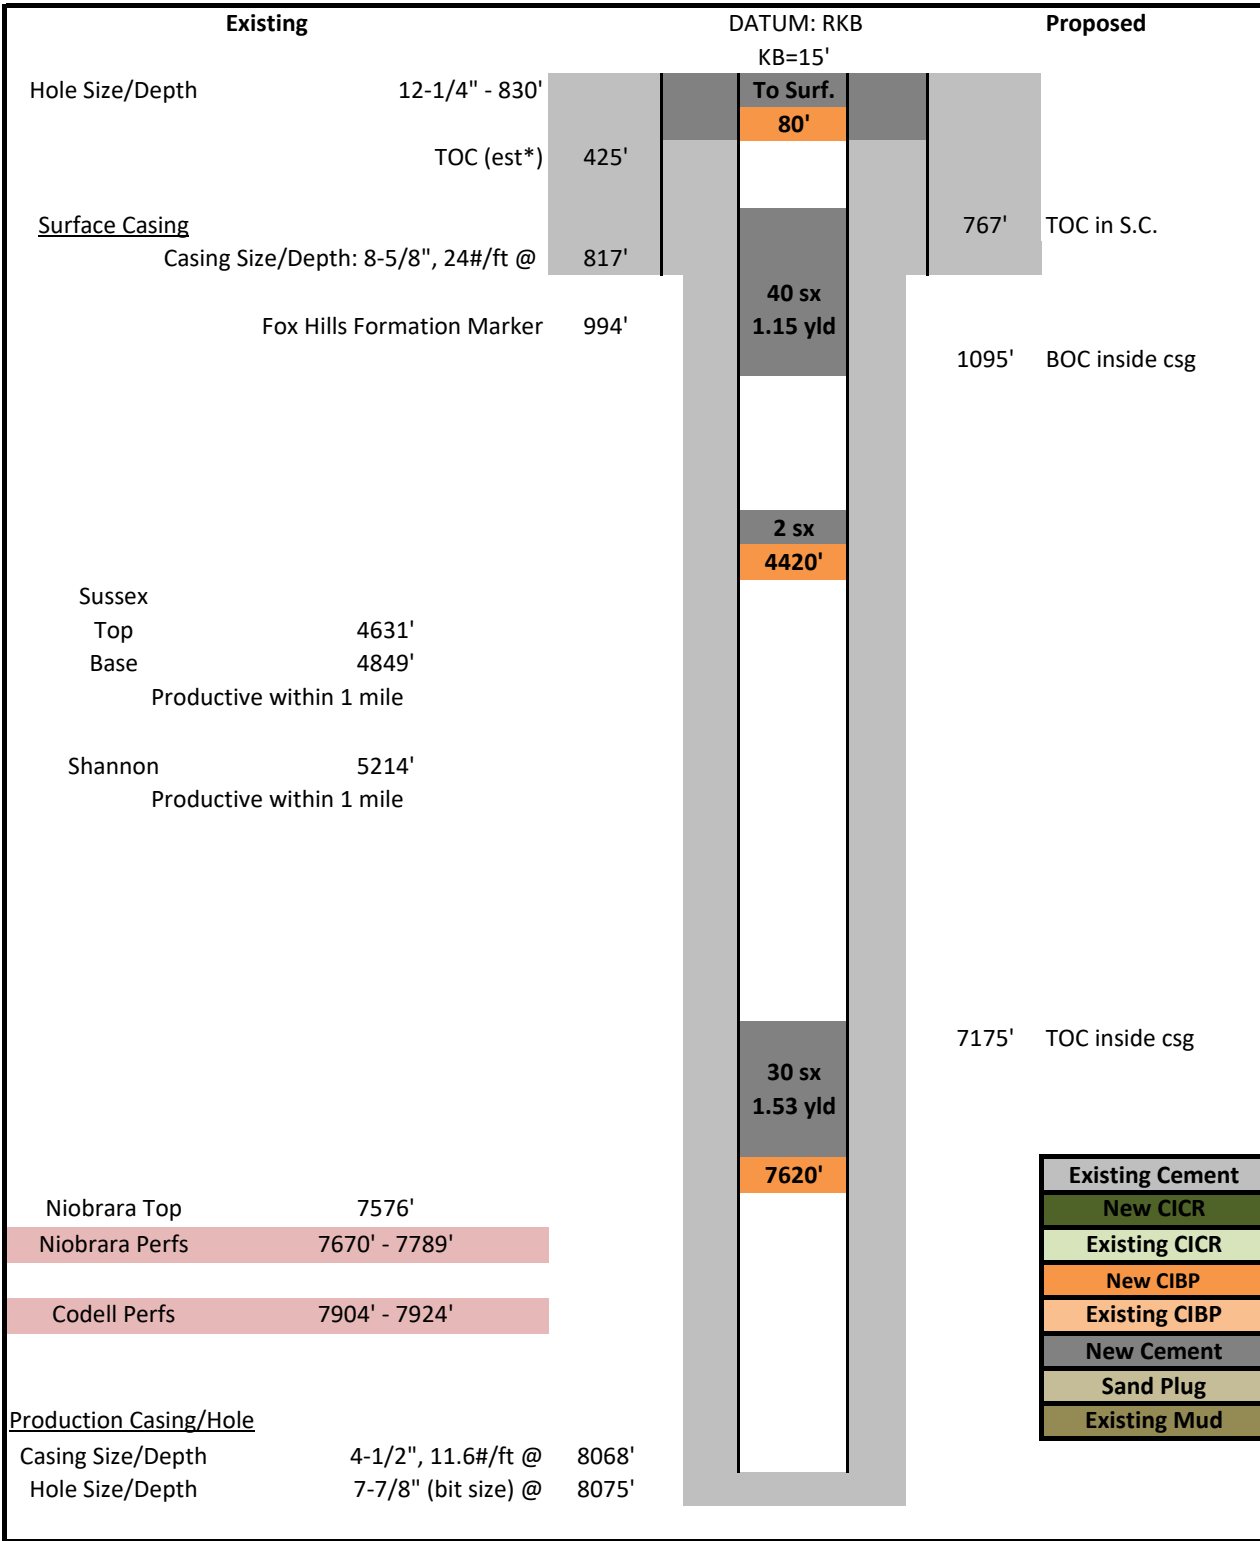 Existing DATUM: RKB Proposed
KB=15'
Hole Size/Depth 12-1/4" - 830' To Surf.
80'
TOC (est*) 425'
Surface Casing 767' TOC in S.C.
Casing Size/Depth: 8-5/8", 24#/ft @ 817'
40 sx
Fox Hills Formation Marker 994' 1.15 yld
1095' BOC inside csg
2 sx
4420'
Sussex
Top 4631'
Base 4849'
Productive within 1 mile
Shannon 5214'
Productive within 1 mile
7175' TOC inside csg
30 sx
1.53 yld
7620' Existing Cement
Niobrara Top 7576' New CICR
Niobrara Perfs 7670' - 7789' Existing CICR
New CIBP
Codell Perfs 7904' - 7924' Existing CIBP
New Cement
Sand Plug
Production Casing/Hole Existing Mud
Casing Size/Depth 4-1/2", 11.6#/ft @ 8068'
Hole Size/Depth 7-7/8" (bit size) @ 8075'